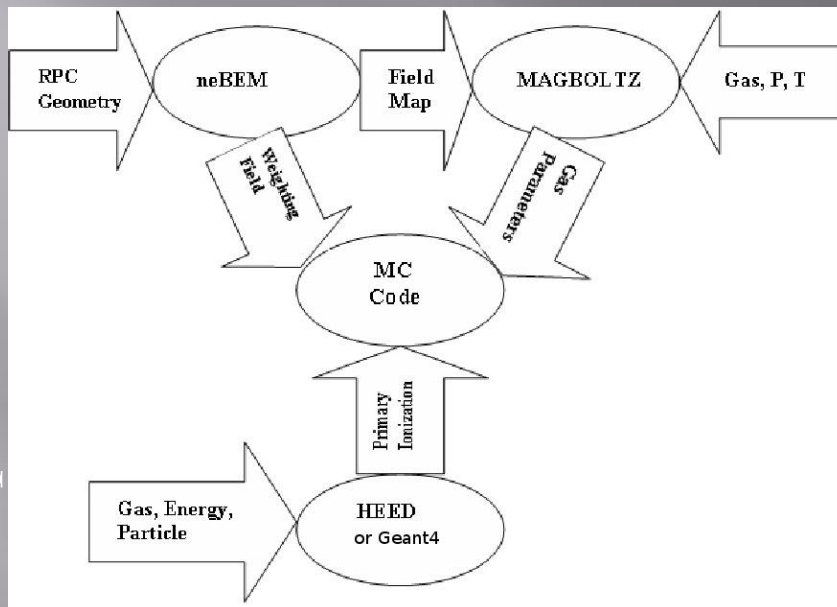 RPC
Geometry
neBEM
Field
Map
MAGBOLTZ
Gas, P, T
Weighting
Field
Gas
Parameters
MC
Code
Primary
Ionization
Gas, Energy,
Particle
HEED
or Geant4